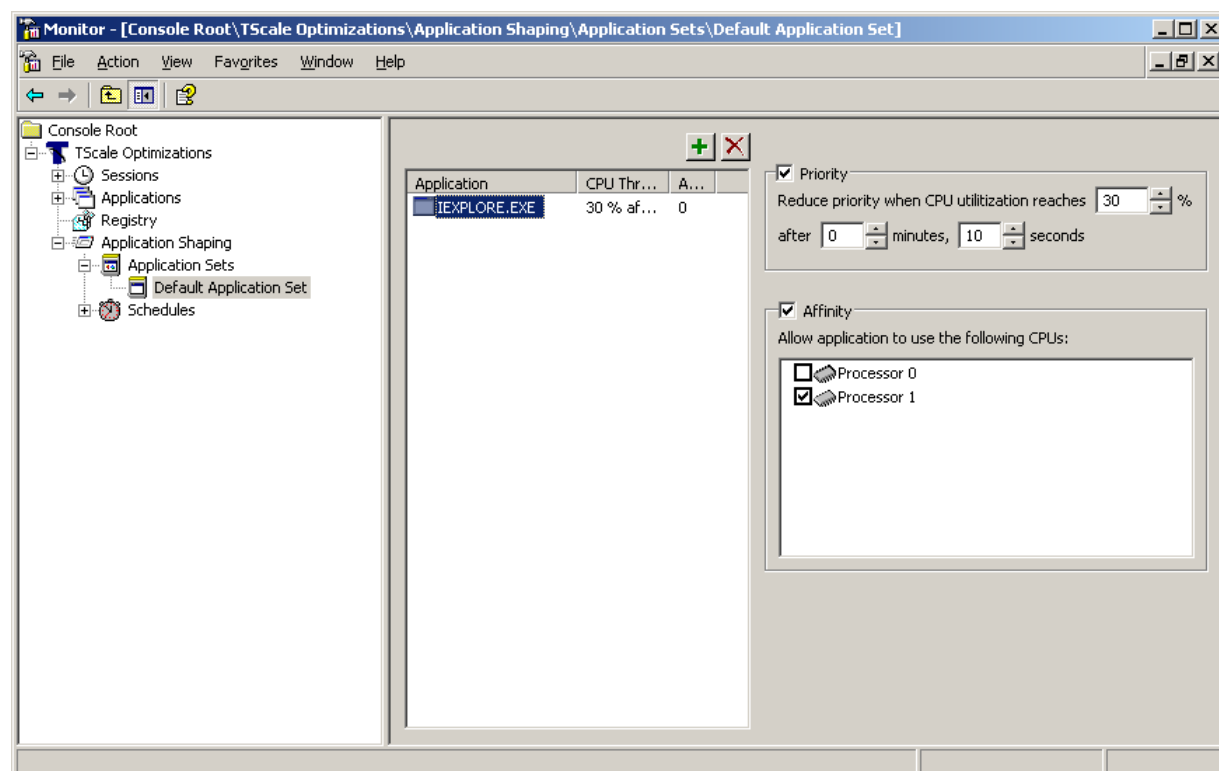 Monitor - [Console Root\TScale Optimizations\Application Shaping\Application Sets\Default Application Set]
File Action View Favorites Window Help
Console Root
TScale Optimizations
Sessions
Applications
Registry
Application Shaping
Application Sets
Default Application Set
Schedules
Application CPU Thr... A...
IEXPLORE.EXE 30 % af... 0
Priority
Reduce priority when CPU utilitization reaches 30 %
after 0 minutes, 10 seconds
Affinity
Allow application to use the following CPUs:
Processor 0
Processor 1